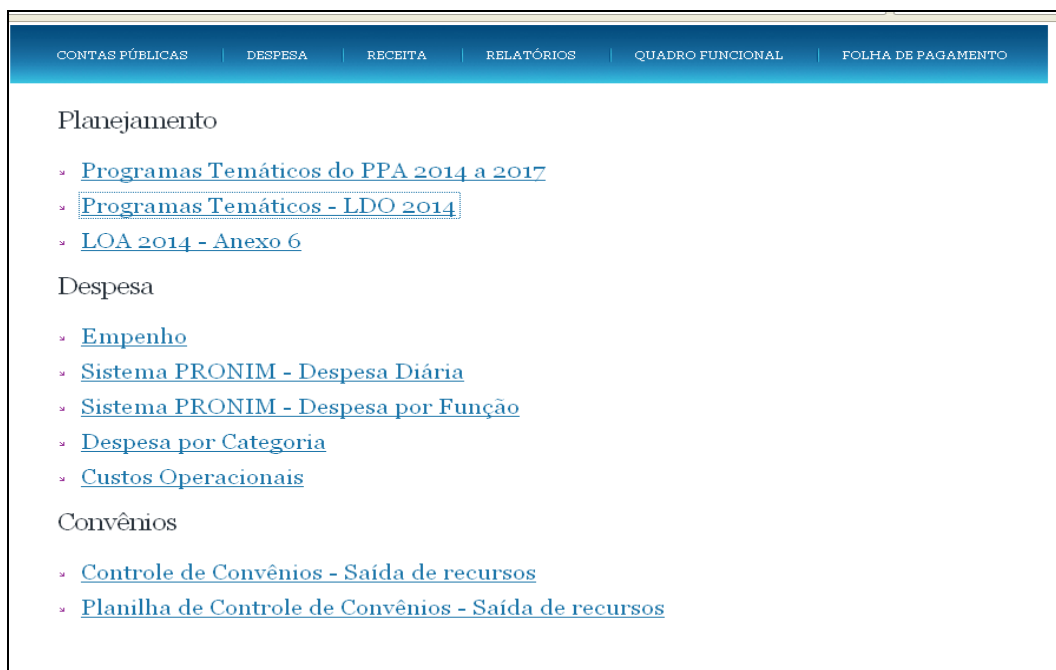 CONTAS PÚBLICAS DESPESA RECEITA RELATÓRIOS QUADRO FUNCIONAL FOLHA DE PAGAMENTO
Planejamento
Programas Temáticos do PPA 2014 a 2017
Programas Temáticos - LDO 2014
LOA 2014 - Anexo 6
Despesa
Empenho
Sistema PRONIM - Despesa Diária
Sistema PRONIM - Despesa por Função
Despesa por Categoria
Custos Operacionais
Convênios
Controle de Convênios - Saída de recursos
Planilha de Controle de Convênios - Saída de recursos